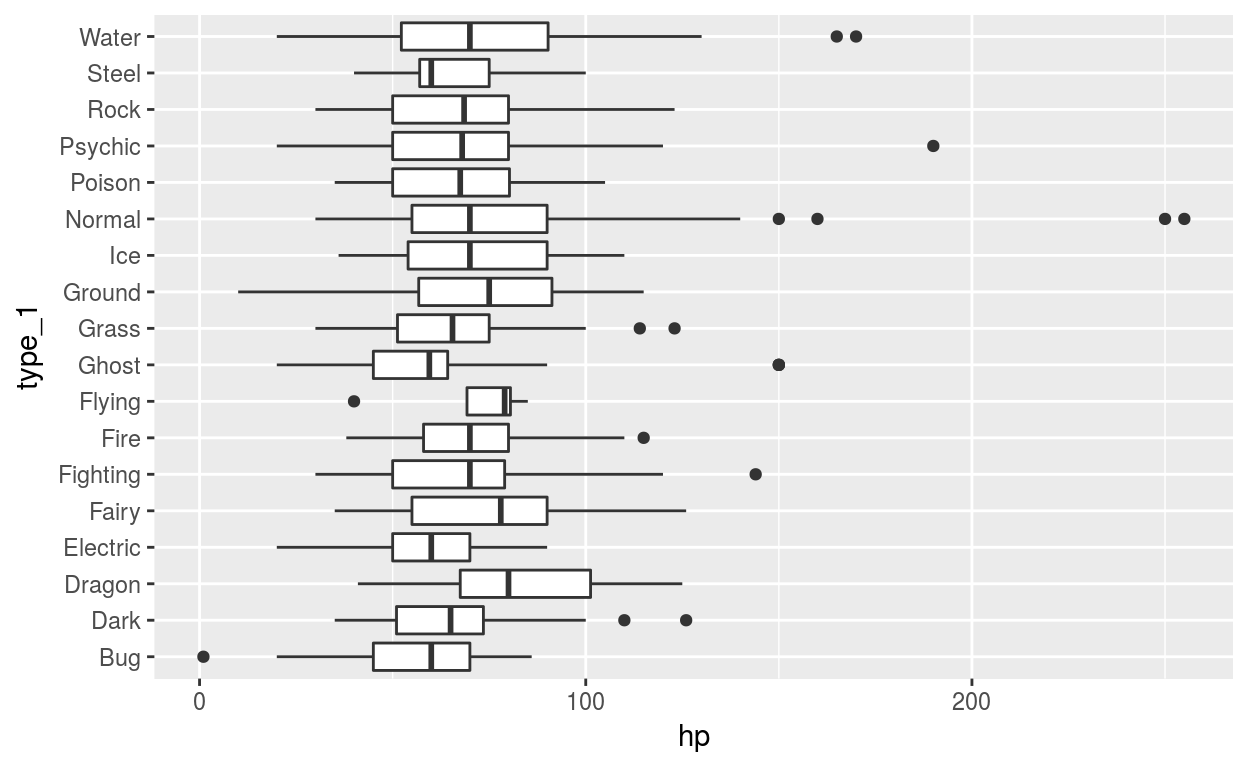 Water
Steel
Rock
Psychic
Poison
Normal
Ice
Ground
Grass
Ghost
Flying
Fire
Fighting
Fairy
Electric
Dragon
Dark
Bug
type_1
0 100 200
hp